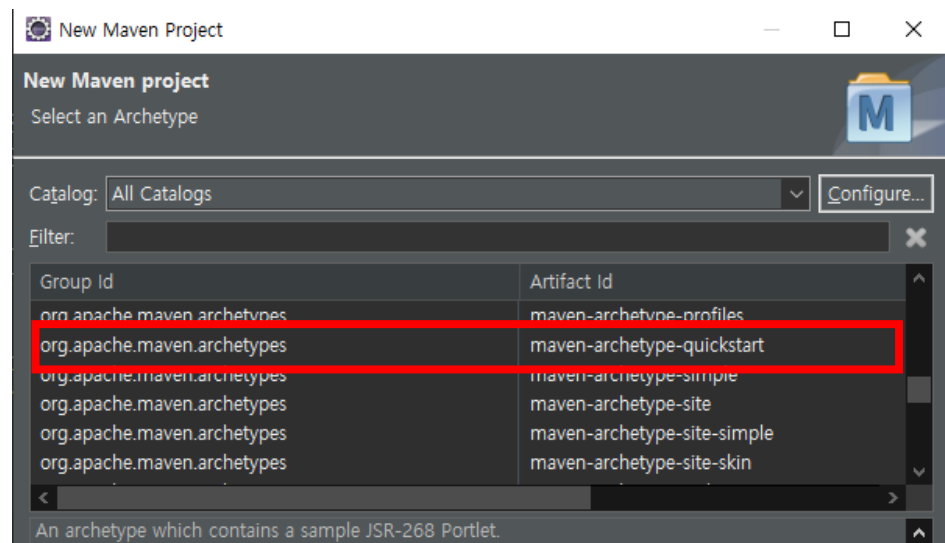 New Maven Project
New Maven project
Select an Archetype
M
Catalog: All Catalogs Configure...
Filter:
Group Id Artifact Id
org.apache.maven.archetypes maven-archetype-profiles
org.apache.maven.archetypes maven-archetype-quickstart
org.apache.maven.archetypes maven-archetype-simple
org.apache.maven.archetypes maven-archetype-site
org.apache.maven.archetypes maven-archetype-site-simple
org.apache.maven.archetypes maven-archetype-site-skin
An archetype which contains a sample JSR-268 Portlet.